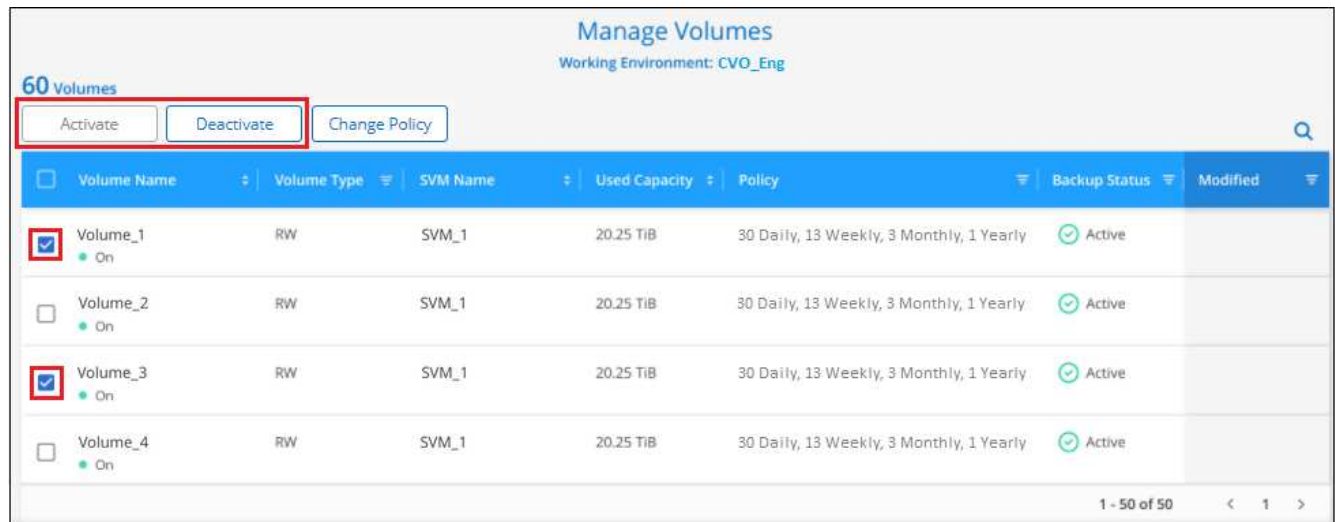 Manage Volumes
Working Environment: CVO_Eng
60 Volumes
Activate Deactivate Change Policy
Volume Name Volume Type SVM Name Used Capacity Policy Backup Status Modified
Volume_1 RW SVM_1 20.25 TiB 30 Daily, 13 Weekly, 3 Monthly, 1 Yearly Active
On
Volume_2 RW SVM_1 20.25 TiB 30 Daily, 13 Weekly, 3 Monthly, 1 Yearly Active
On
Volume_3 RW SVM_1 20.25 TiB 30 Daily, 13 Weekly, 3 Monthly, 1 Yearly Active
On
Volume_4 RW SVM_1 20.25 TiB 30 Daily, 13 Weekly, 3 Monthly, 1 Yearly Active
On
1 - 50 of 50 < 1 >